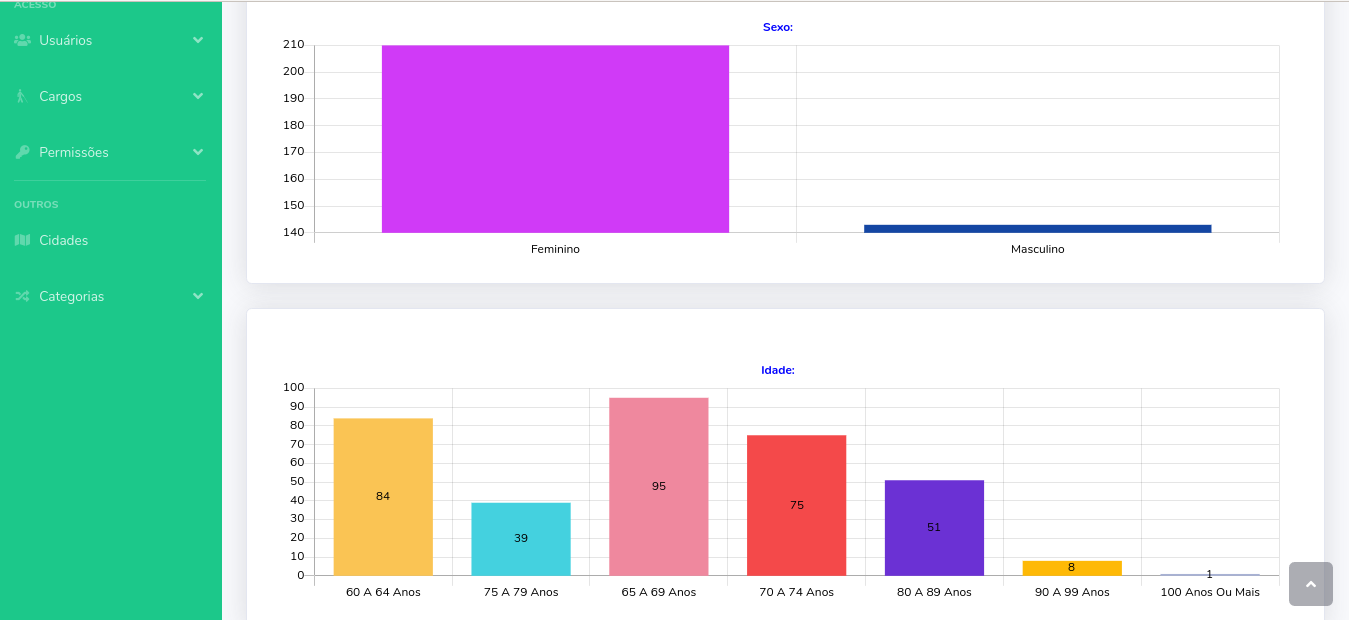 ACESSO
Usuários
Cargos
Permissões
OUTROS
Cidades
Categorias
Sexo:
210
200
190
180
170
160
150
140
Feminino Masculino
Idade:
100
90
80
70
60
50
40
30
20
10
0
84 39 95 75 51 8 1
60 A 64 Anos 75 A 79 Anos 65 A 69 Anos 70 A 74 Anos 80 A 89 Anos 90 A 99 Anos 100 Anos Ou Mais